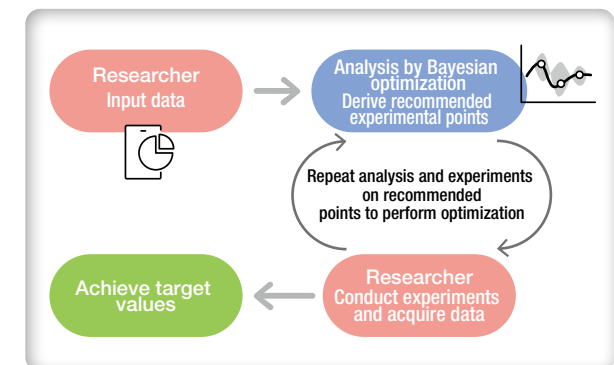 Researcher
Input data
Analysis by Bayesian
optimization
Derive recommended
experimental points
Repeat analysis and experiments
on recommended
points to perform optimization
Achieve target
values
Researcher
Conduct experiments
and acquire data